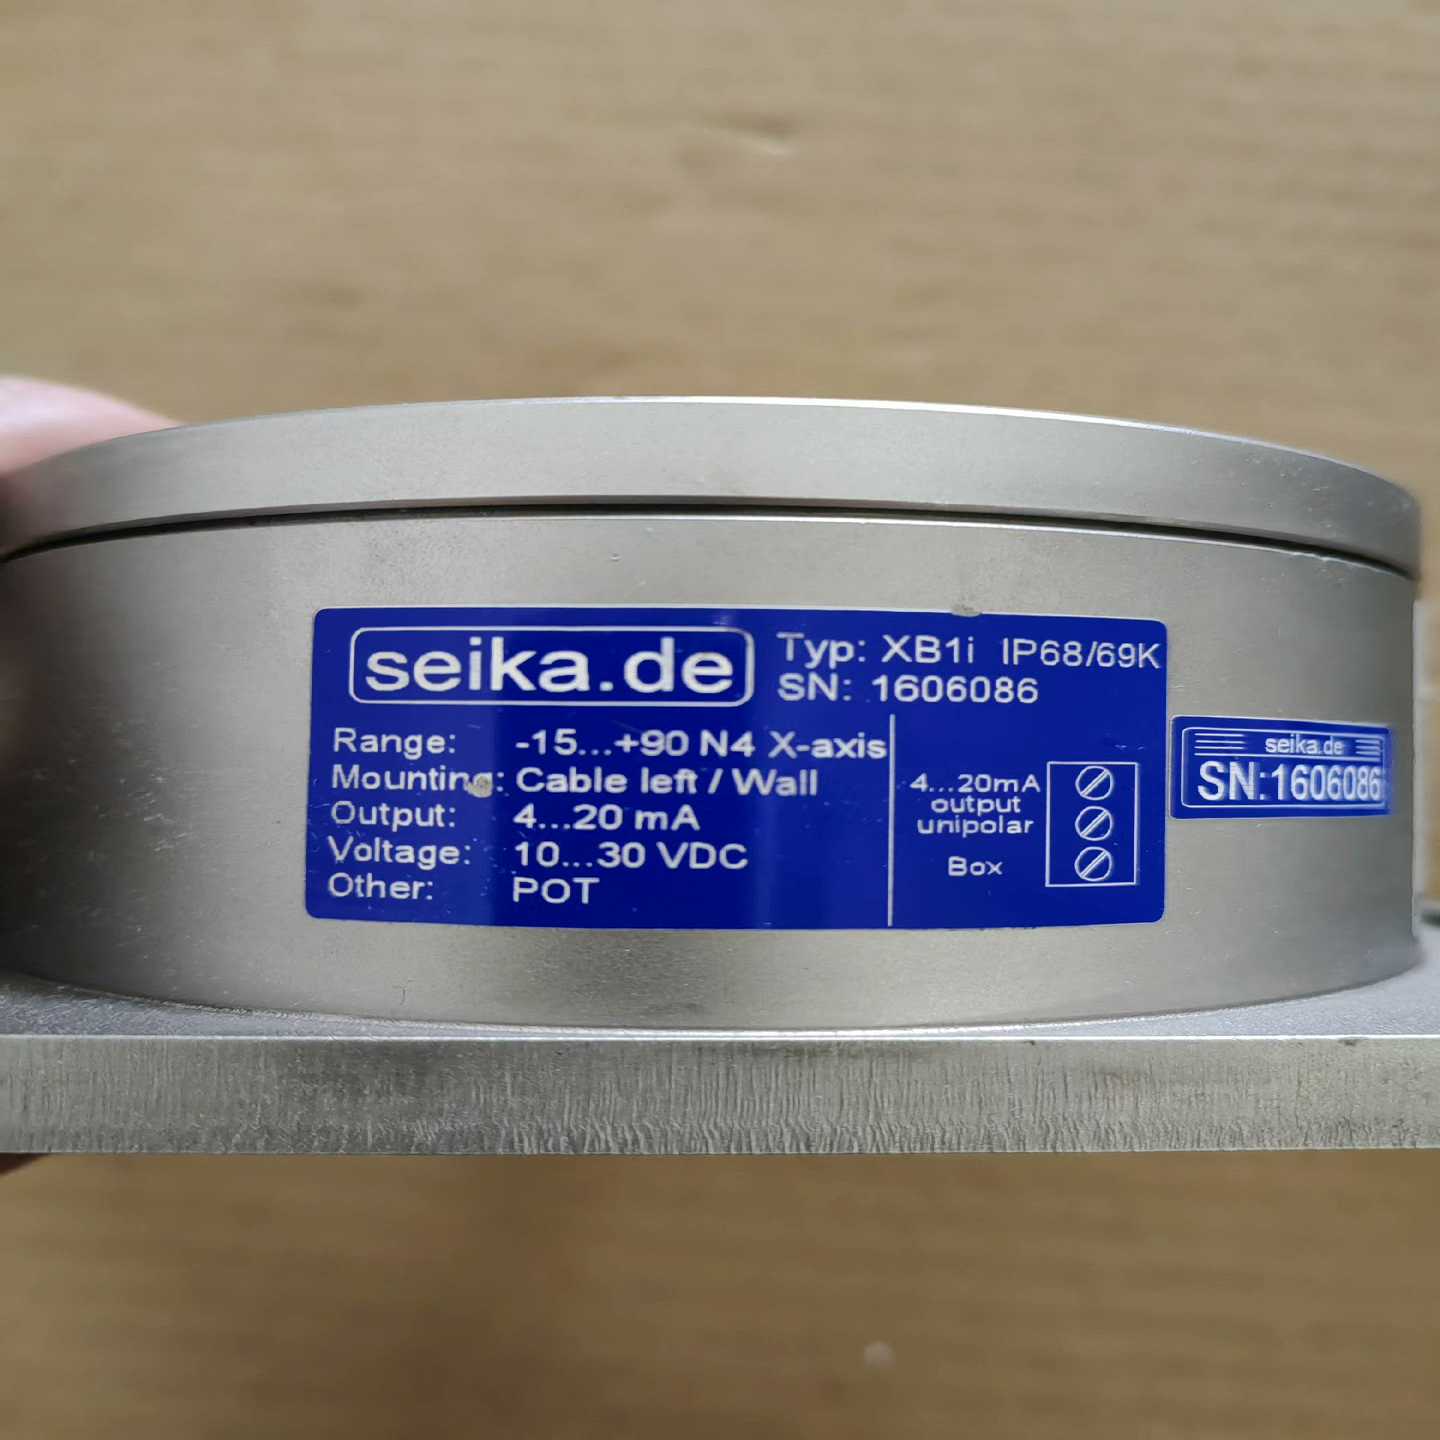 seika.de
Typ: XB1i IP68/69K
SN: 1606086
Range: -15...+90 N4 X-axis
Mounting: Cable left / Wall
Output: 4...20 mA
Voltage: 10...30 VDC
Other: POT
4...20mA
output
unipolar
Box
seika.de
SN:1606086